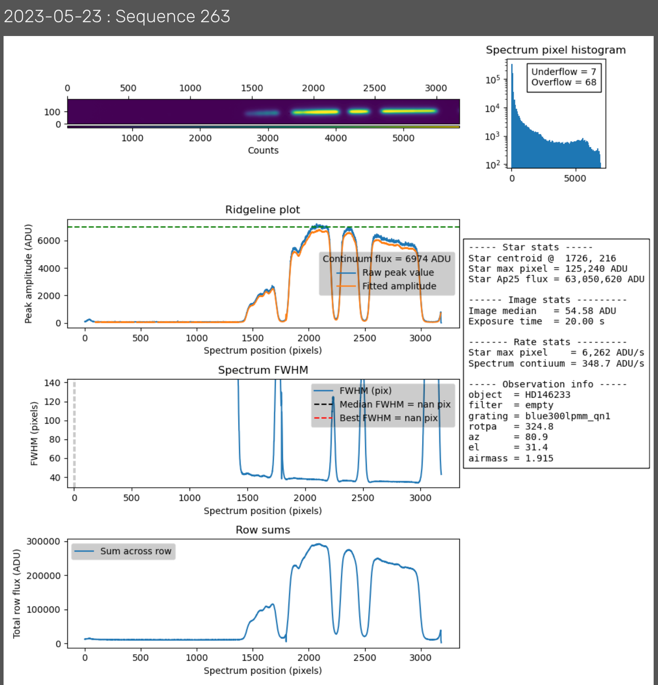 2023-05-23 : Sequence 263
Spectrum pixel histogram
Underflow = 7
Overflow = 68
10^5
10^4
10^3
10^2
0 5000
0 500 1000 1500 2000 2500 3000
100
0
1000 2000 3000 4000 5000
Counts
Ridgeline plot
Peak amplitude (ADU)
6000
4000
2000
0
Continuum flux = 6974 ADU
Raw peak value
Fitted amplitude
0 500 1000 1500 2000 2500 3000
Spectrum position (pixels)
Spectrum FWHM
FWHM (pixels)
140
120
100
80
60
40
FWHM (pix)
Median FWHM = nan pix
Best FWHM = nan pix
0 500 1000 1500 2000 2500 3000
Spectrum position (pixels)
Row sums
Total row flux (ADU)
300000
200000
100000
0
Sum across row
0 500 1000 1500 2000 2500 3000
Spectrum position (pixels)
----- Star stats -----
Star centroid @  1726, 216
Star max pixel = 125,240 ADU
Star Ap25 flux = 63,050,620 ADU
------ Image stats ---------
Image median   = 54.58 ADU
Exposure time  = 20.00 s
------- Rate stats ---------
Star max pixel    = 6,262 ADU/s
Spectrum contiuum = 348.7 ADU/s
----- Observation info -----
object  = HD146233
filter  = empty
grating = blue300lpmm_qn1
rotpa   = 324.8
az      = 80.9
el      = 31.4
airmass = 1.915